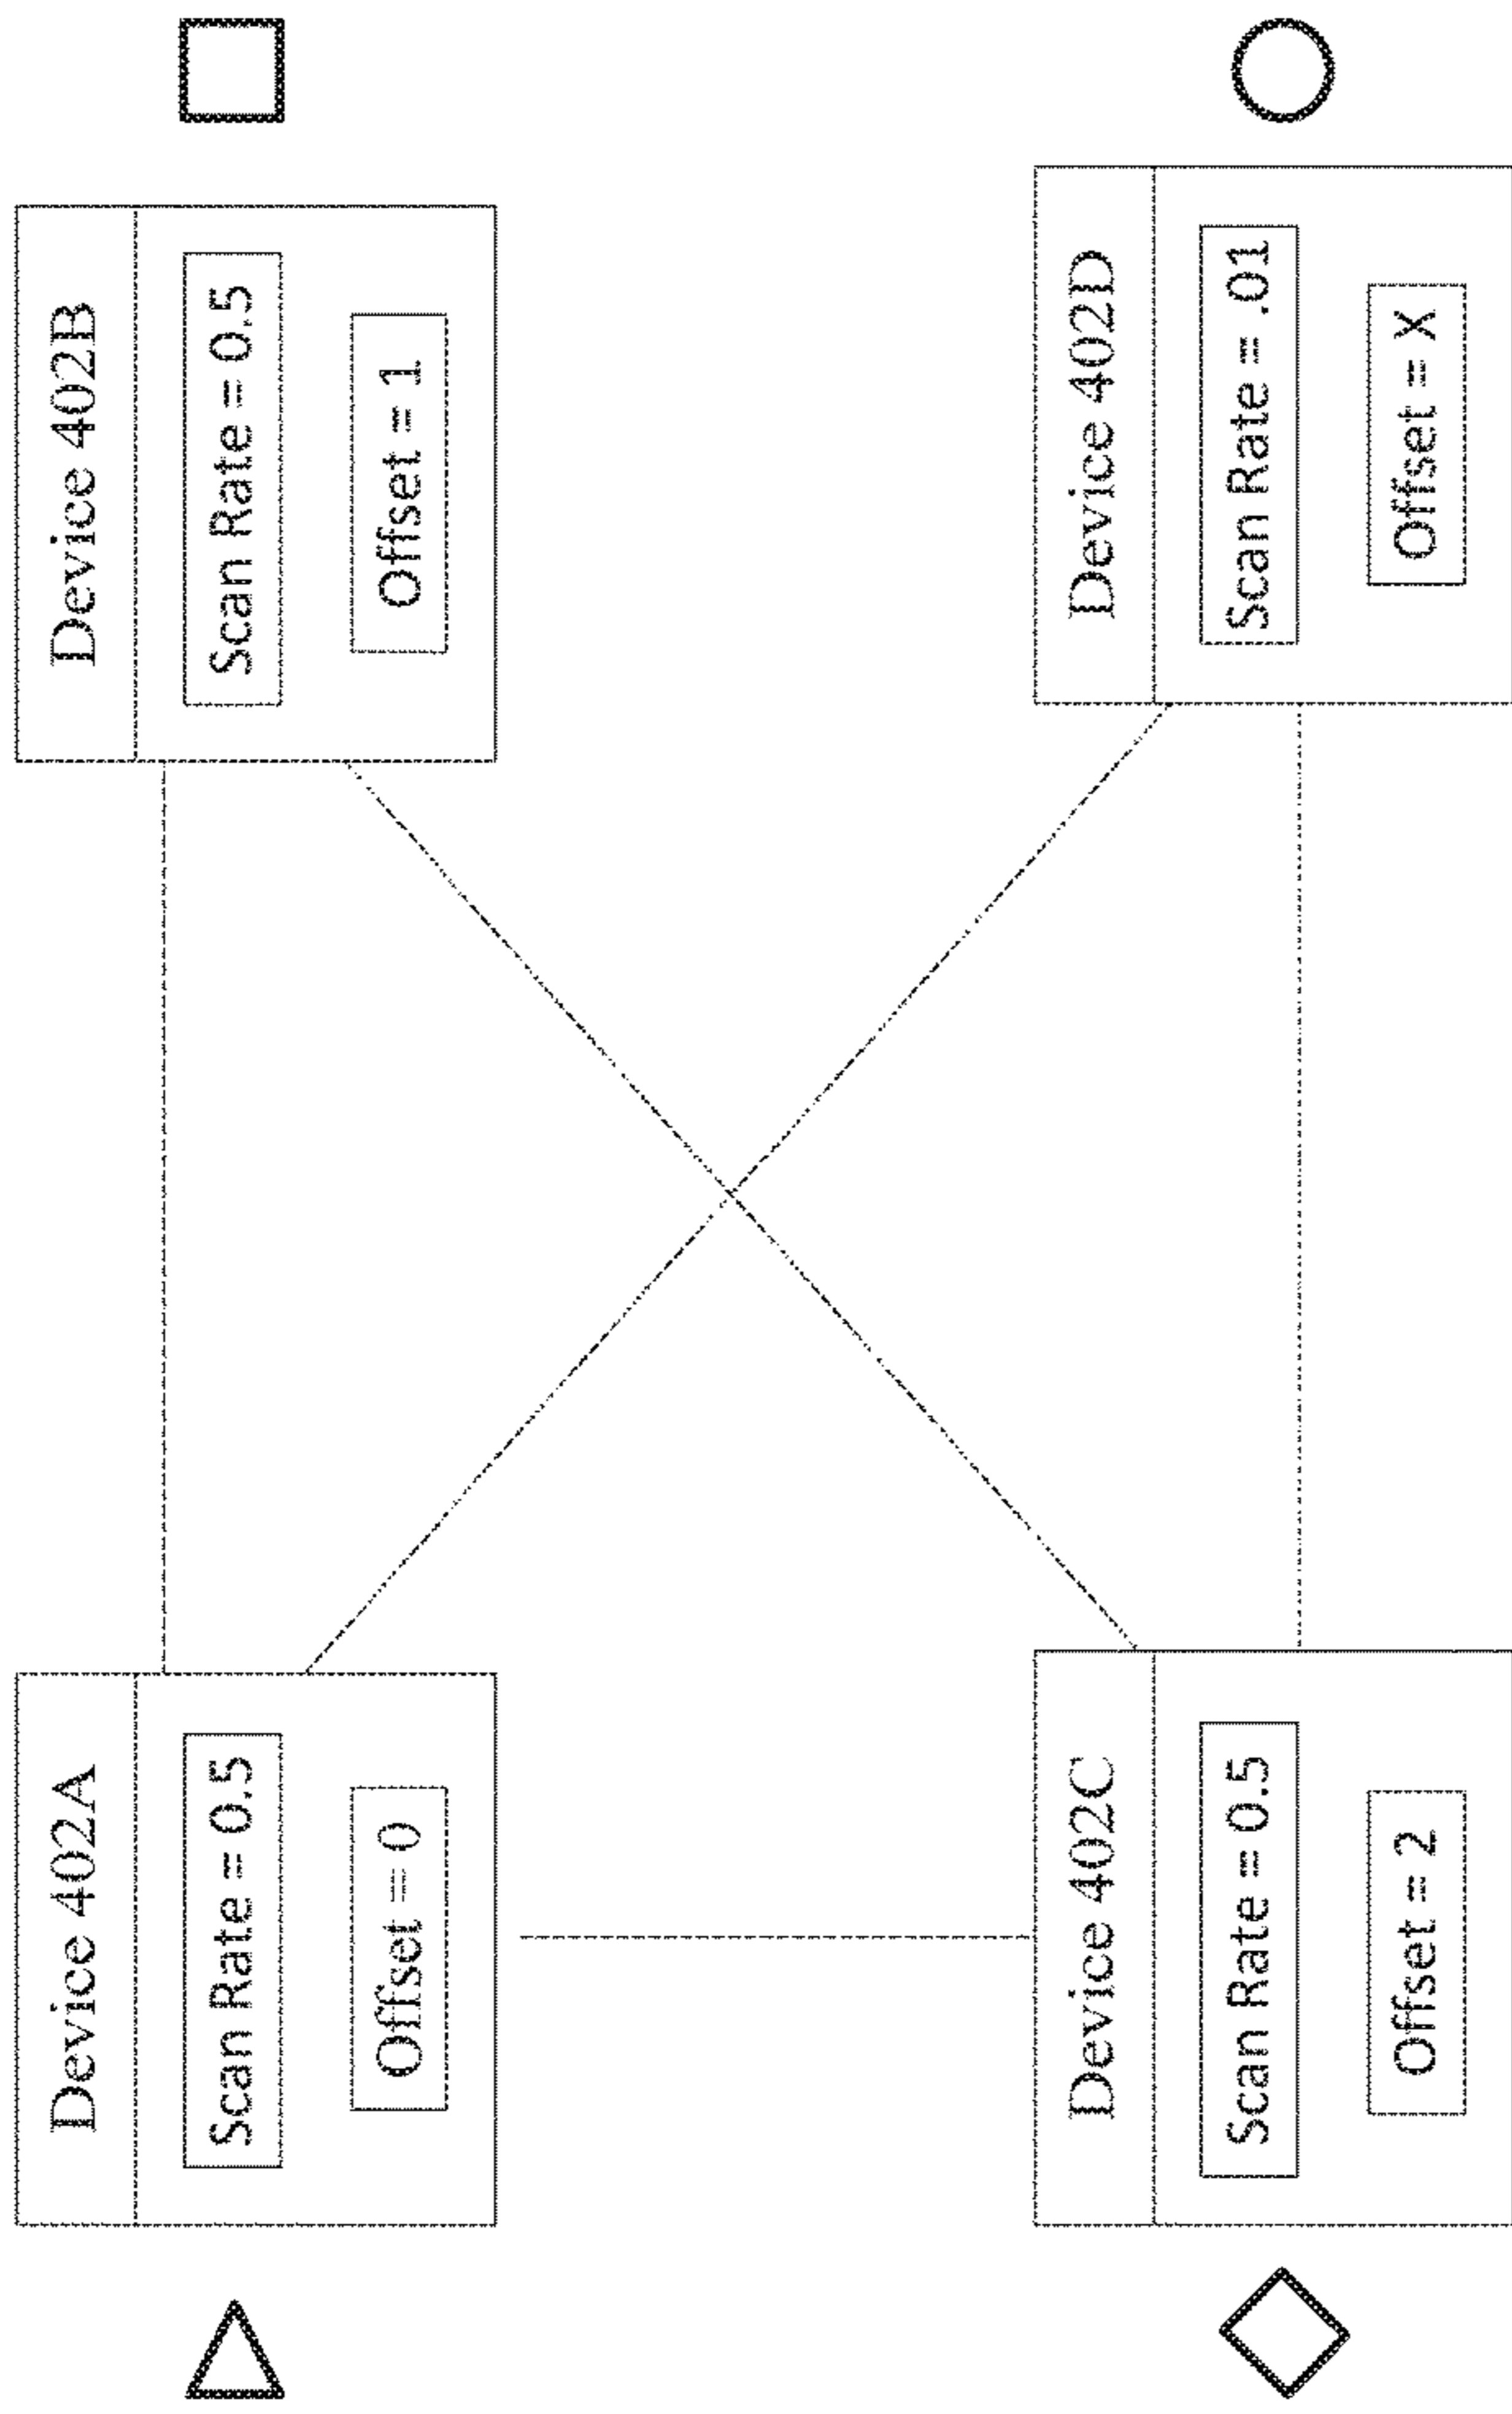 Device 402A
Scan Rate = 0.5
Offset = 0
Device 402B
Scan Rate = 0.5
Offset = 1
Device 402C
Scan Rate = 0.5
Offset = 2
Device 402D
Scan Rate = .01
Offset = X